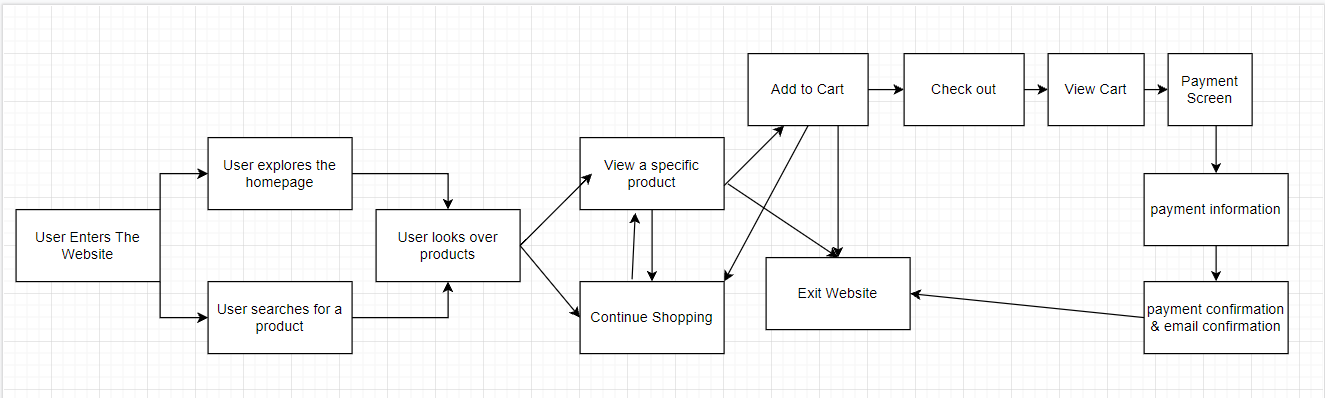 User Enters The
Website
User explores the
homepage
User searches for a
product
User looks over
products
View a specific
product
Continue Shopping
Add to Cart
Exit Website
Check out
View Cart
Payment
Screen
payment information
payment confirmation
& email confirmation